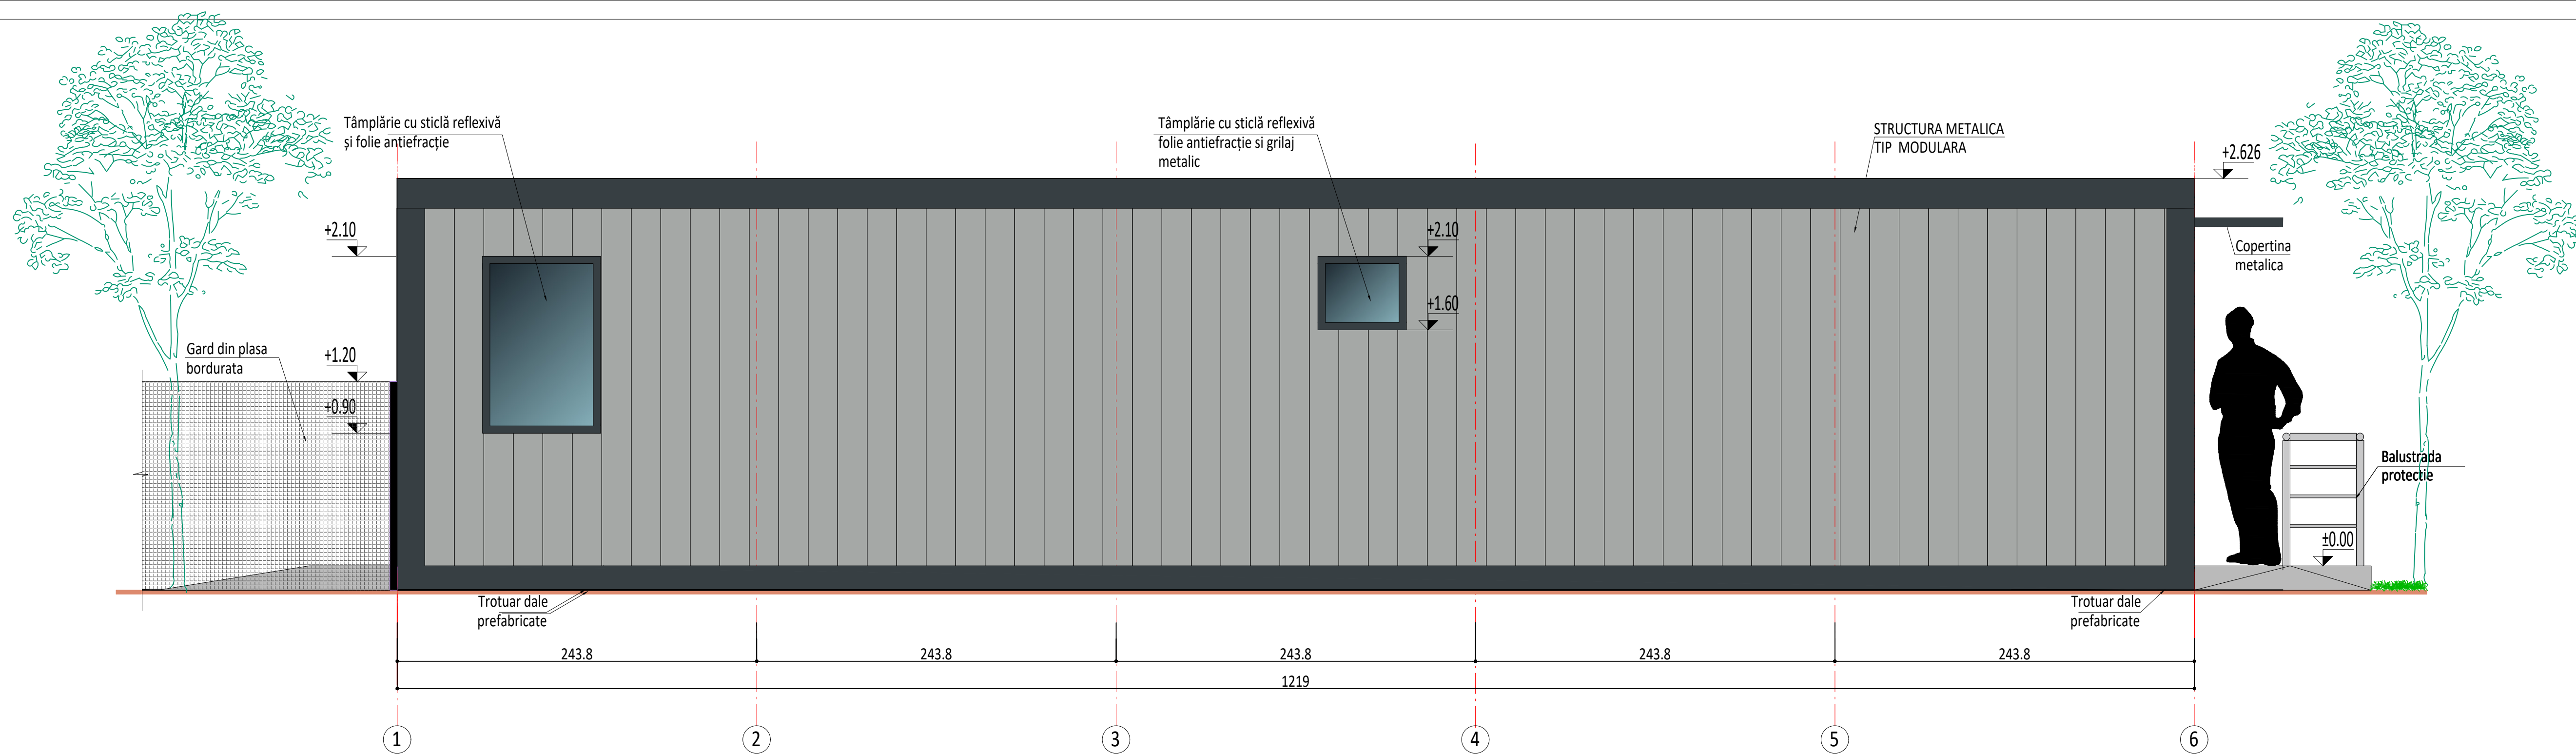 Tâmplărie cu sticlă reflexivă
și folie antiefracție
Tâmplărie cu sticlă reflexivă
folie antiefracție si grilaj
metalic
STRUCTURA METALICA
TIP MODULARA
+2.626
+2.10
+2.10
Copertina
metalica
+1.60
Gard din plasa
bordurata
+1.20
+0.90
Balustrada
protectie
±0.00
Trotuar dale
prefabricate
Trotuar dale
prefabricate
243.8
243.8
243.8
243.8
243.8
1219
1
2
3
4
5
6